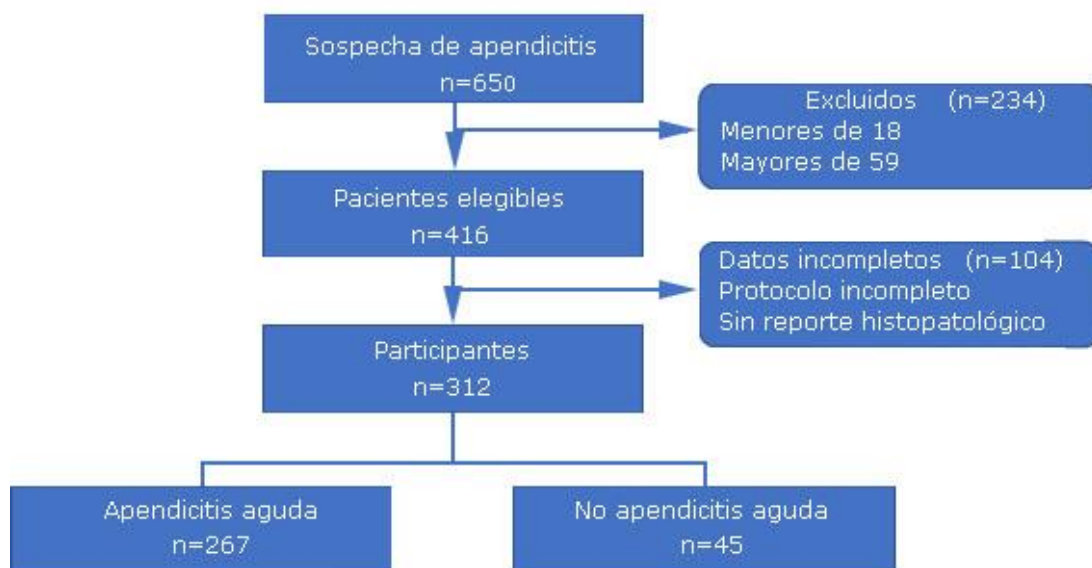 Sospecha de apendicitis
n=650
Excluidos (n=234)
Menores de 18
Mayores de 59
Pacientes elegibles
n=416
Datos incompletos (n=104)
Protocolo incompleto
Sin reporte histopatológico
Participantes
n=312
Apendicitis aguda
n=267
No apendicitis aguda
n=45